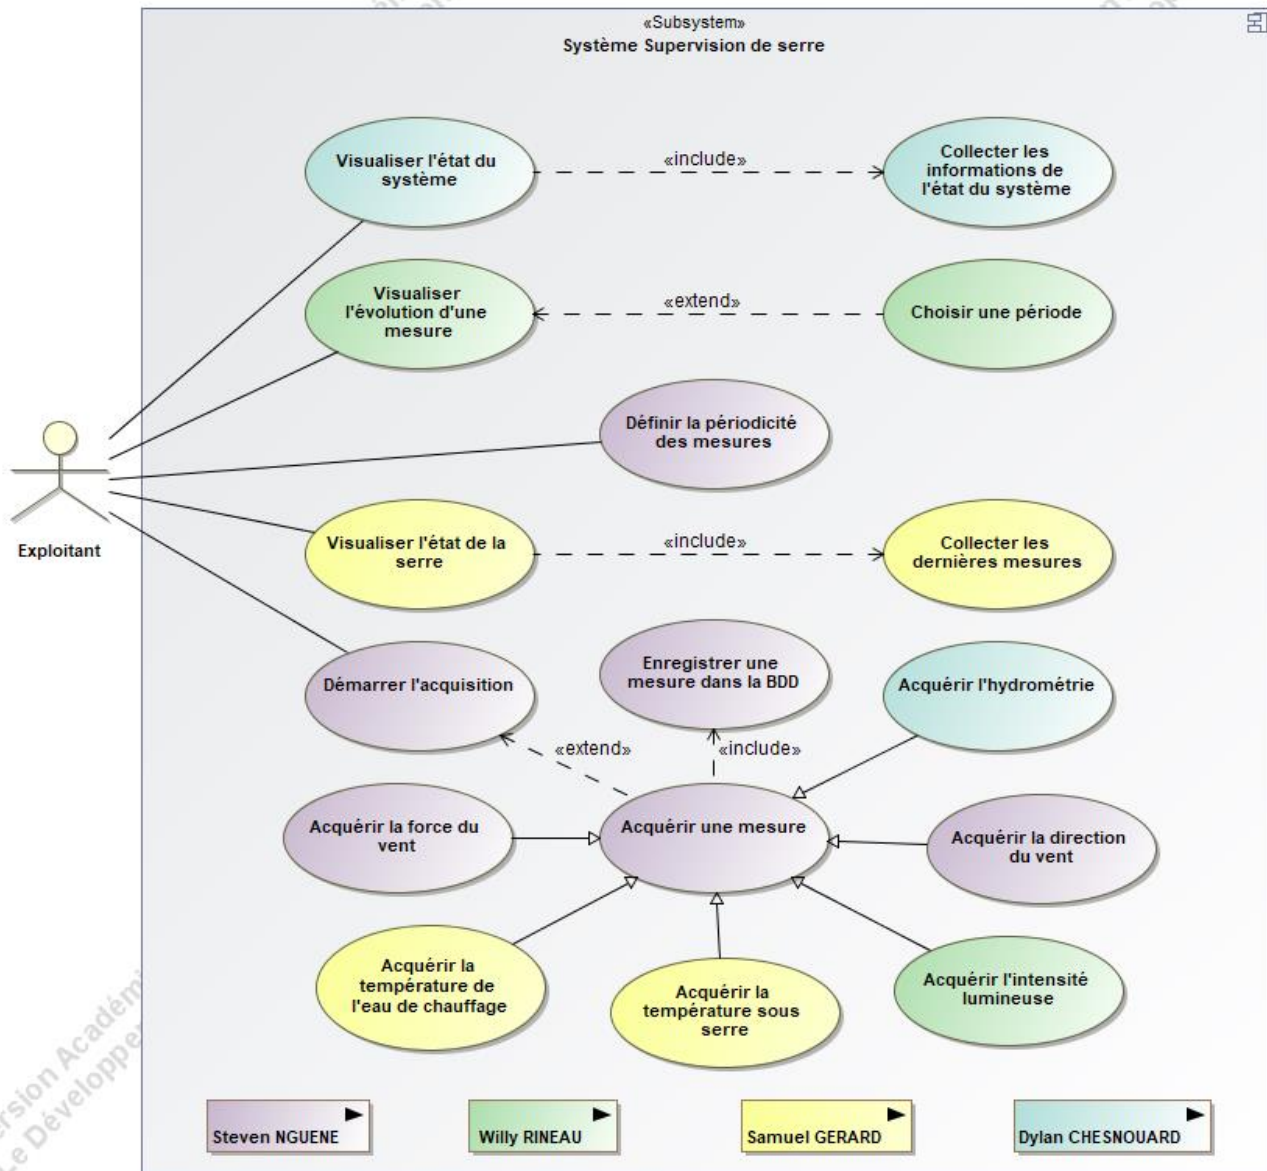 «Subsystem»
Système Supervision de serre
Visualiser l'état du
système
«include»
Collecter les
informations de
l'état du système
Visualiser
l'évolution d'une
mesure
«extend»
Choisir une période
Définir la périodicité
des mesures
Exploitant
Visualiser l'état de la
serre
«include»
Collecter les
dernières mesures
Démarrer l'acquisition
Enregistrer une
mesure dans la BDD
Acquérir l'hydrométrie
«extend»
«include»
Acquérir la force du
vent
Acquérir une mesure
Acquérir la direction
du vent
Acquérir la
température de
l'eau de chauffage
Acquérir la
température sous
serre
Acquérir l'intensité
lumineuse
Steven NGUENE
Willy RINEAU
Samuel GERARD
Dylan CHESNOUARD